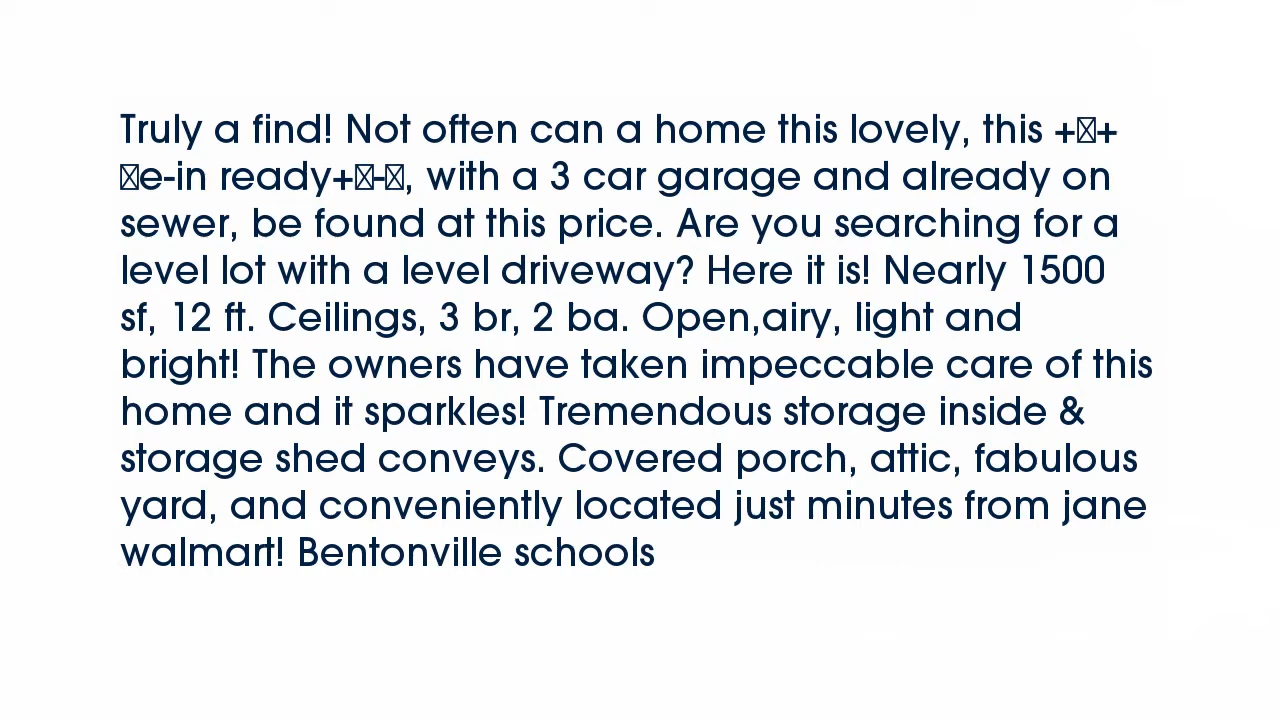 Truly a find! Not often can a home this lovely, this +☒+
☒e-in ready+☒-☒, with a 3 car garage and already on
sewer, be found at this price. Are you searching for a
level lot with a level driveway? Here it is! Nearly 1500
sf, 12 ft. Ceilings, 3 br, 2 ba. Open,airy, light and
bright! The owners have taken impeccable care of this
home and it sparkles! Tremendous storage inside &
storage shed conveys. Covered porch, attic, fabulous
yard, and conveniently located just minutes from jane
walmart! Bentonville schools